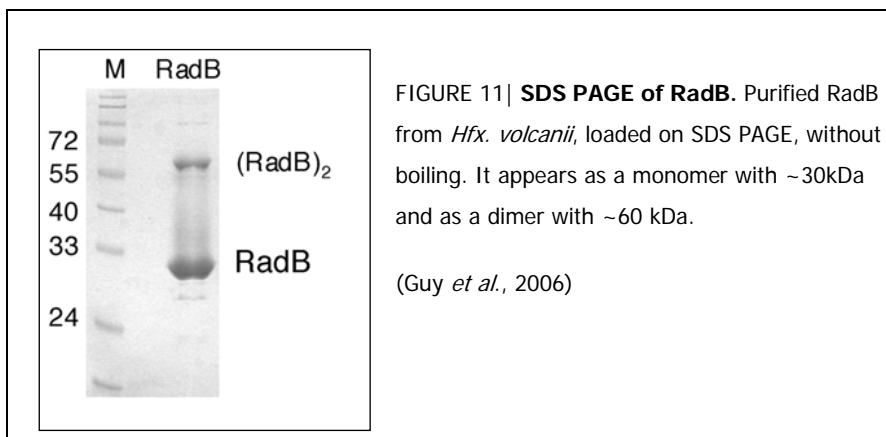 M RadB
72
55
40
33
24
(RadB)₂
RadB
FIGURE 11| SDS PAGE of RadB. Purified RadB
from Hfx. volcanii, loaded on SDS PAGE, without
boiling. It appears as a monomer with ~30kDa
and as a dimer with ~60 kDa.
(Guy et al., 2006)